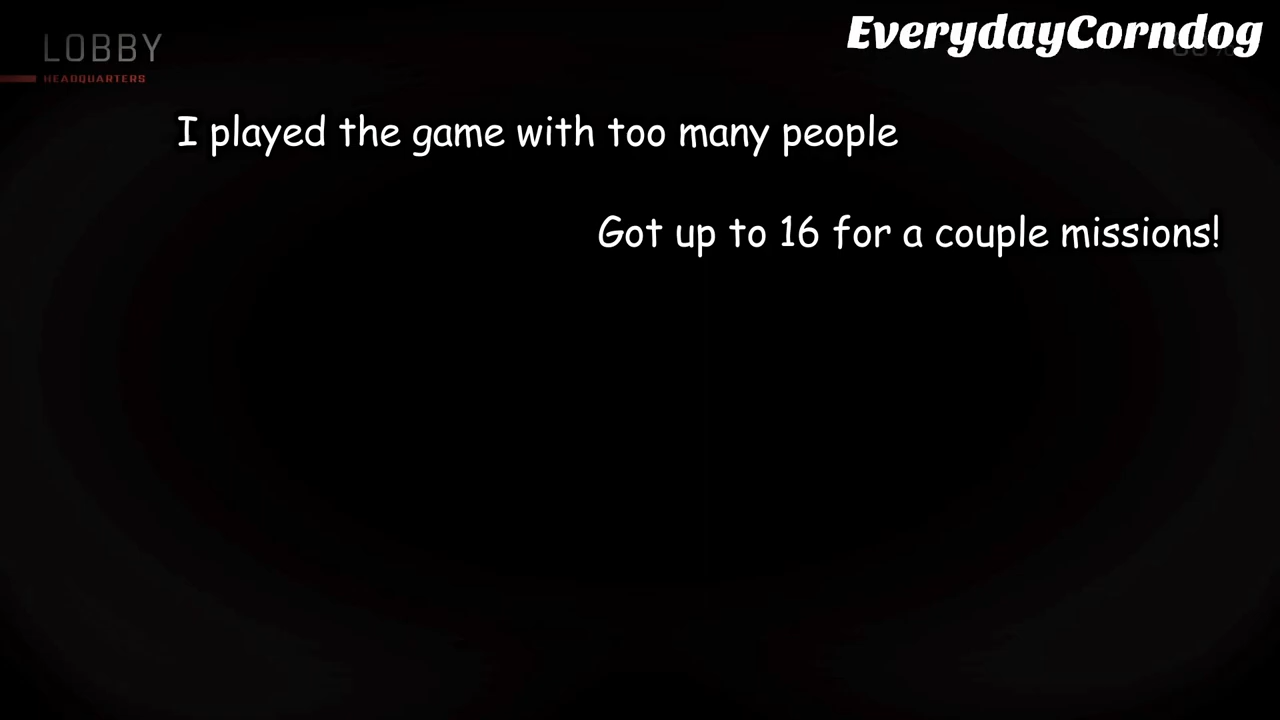 LOBBY
EverydayCorndog
HEADQUARTERS
I played the game with too many people
Got up to 16 for a couple missions!